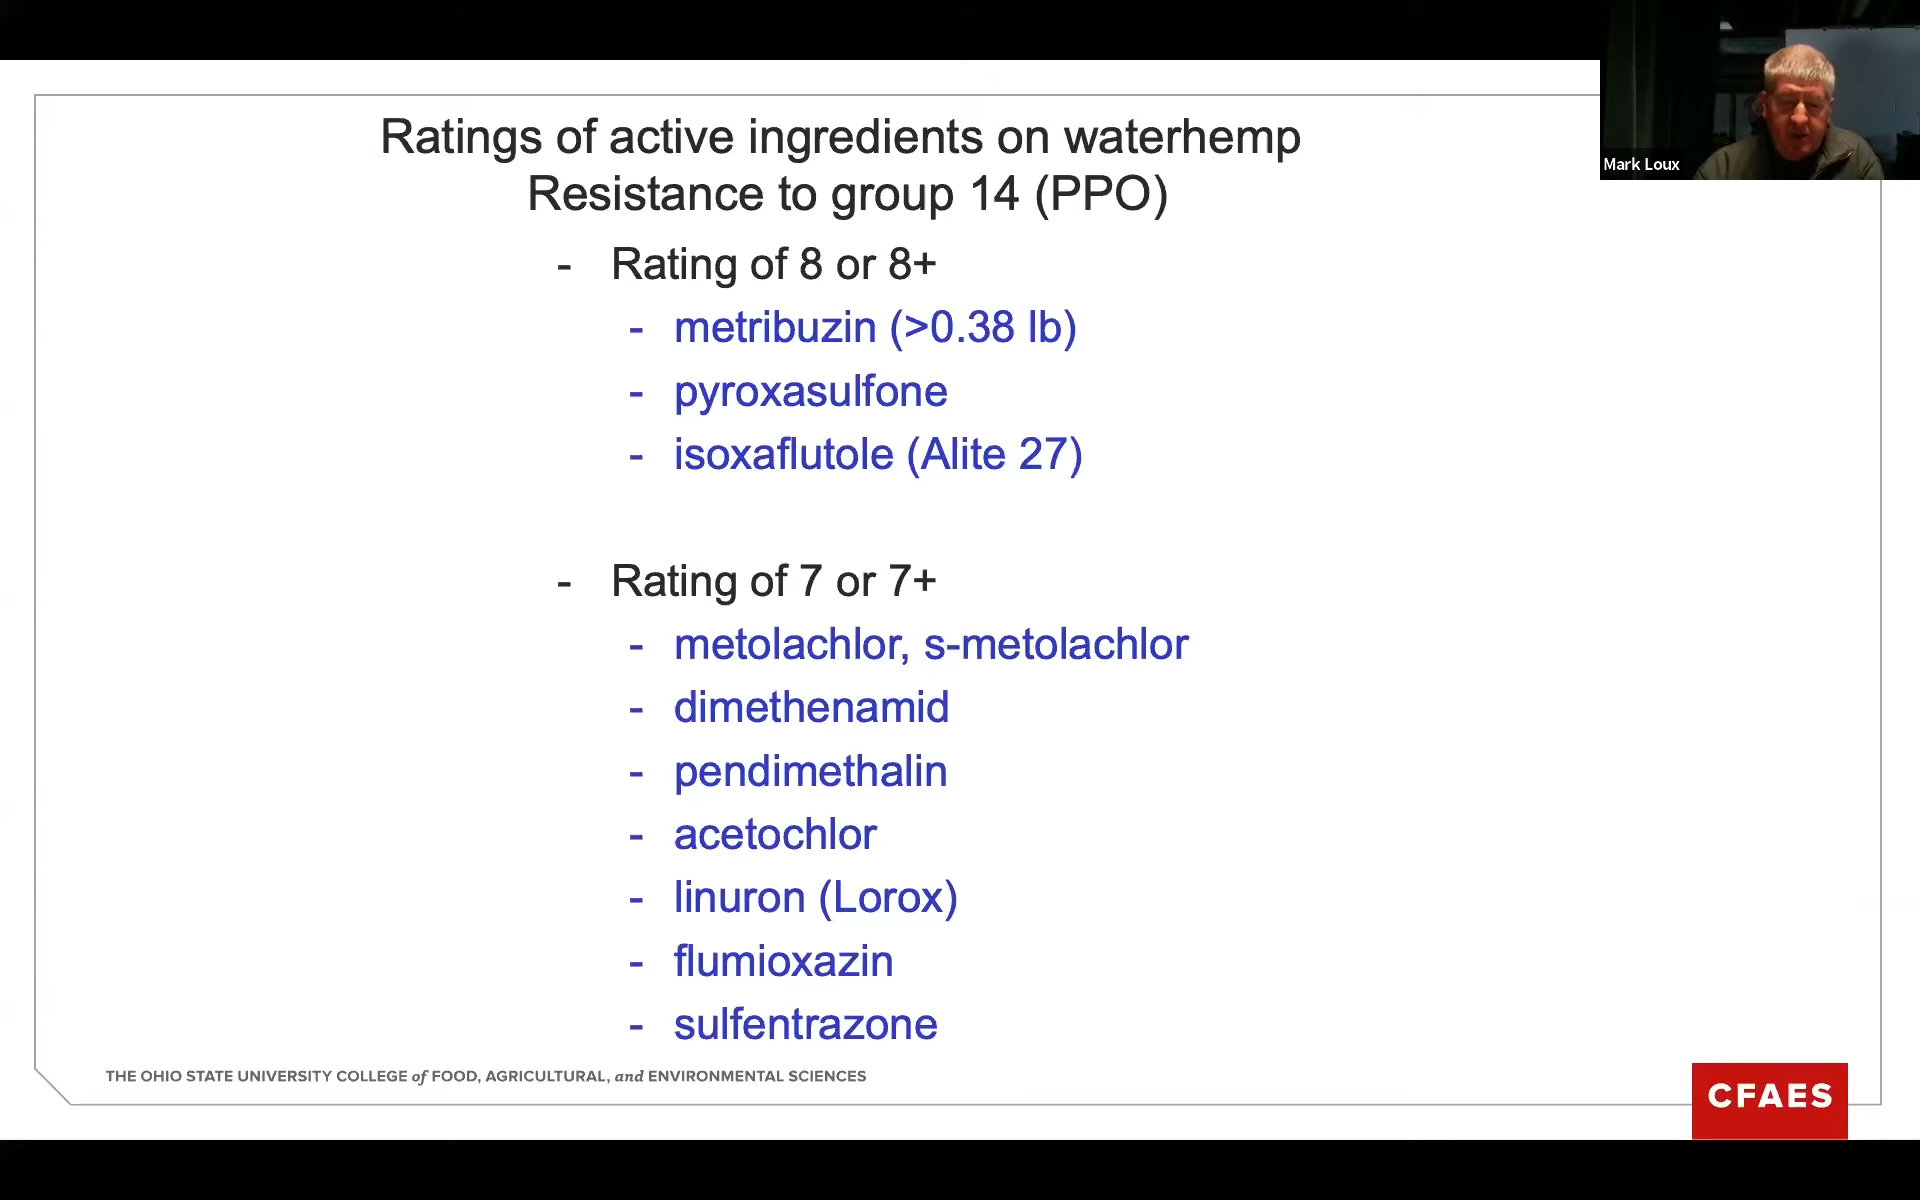 Ratings of active ingredients on waterhemp
Resistance to group 14 (PPO)
- Rating of 8 or 8+
- metribuzin (>0.38 lb)
- pyroxasulfone
- isoxaflutole (Alite 27)
- Rating of 7 or 7+
- metolachlor, s-metolachlor
- dimethenamid
- pendimethalin
- acetochlor
- linuron (Lorox)
- flumioxazin
- sulfentrazone
Mark Loux
THE OHIO STATE UNIVERSITY COLLEGE of FOOD, AGRICULTURAL, and ENVIRONMENTAL SCIENCES
CFAES